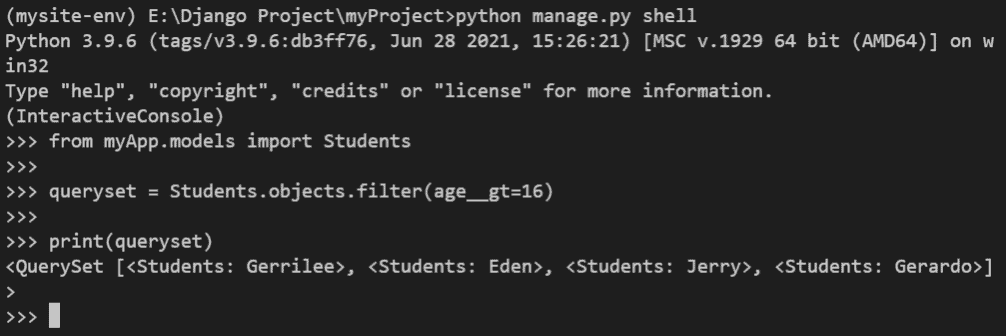 (mysite-env) E:\Django Project\myProject>python manage.py shell
Python 3.9.6 (tags/v3.9.6:db3ff76, Jun 28 2021, 15:26:21) [MSC v.1929 64 bit (AMD64)] on w
in32
Type "help", "copyright", "credits" or "license" for more information.
(InteractiveConsole)
>>> from myApp.models import Students
>>>
>>> queryset = Students.objects.filter(age__gt=16)
>>>
>>> print(queryset)
<QuerySet [<Students: Gerrilee>, <Students: Eden>, <Students: Jerry>, <Students: Gerardo>]
>
>>>